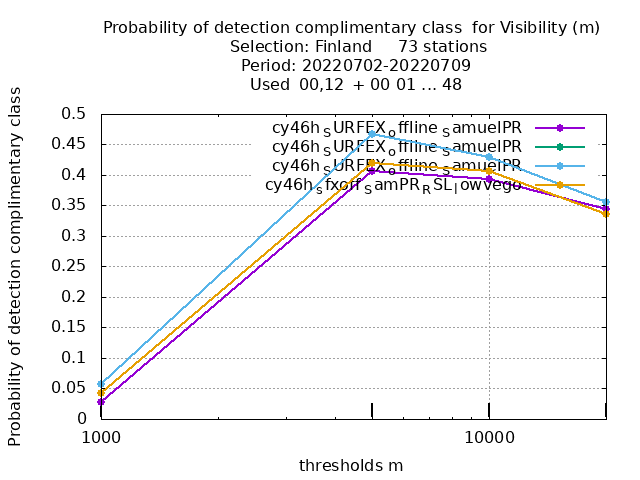 Probability of detection complimentary class  for Visibility (m)
Selection: Finland     73 stations
Period: 20220702-20220709
Used  00,12  + 00 01 ... 48
Probability of detection complimentary class
0.5
0.45
0.4
0.35
0.3
0.25
0.2
0.15
0.1
0.05
0
cy46h_SURFEX_offline_SamuelPR
cy46h_SURFEX_offline_SamuelPR
cy46h_SURFEX_offline_SamuelPR
cy46h_sfxoff_SamPR_RSL_lowvego
1000
10000
thresholds m